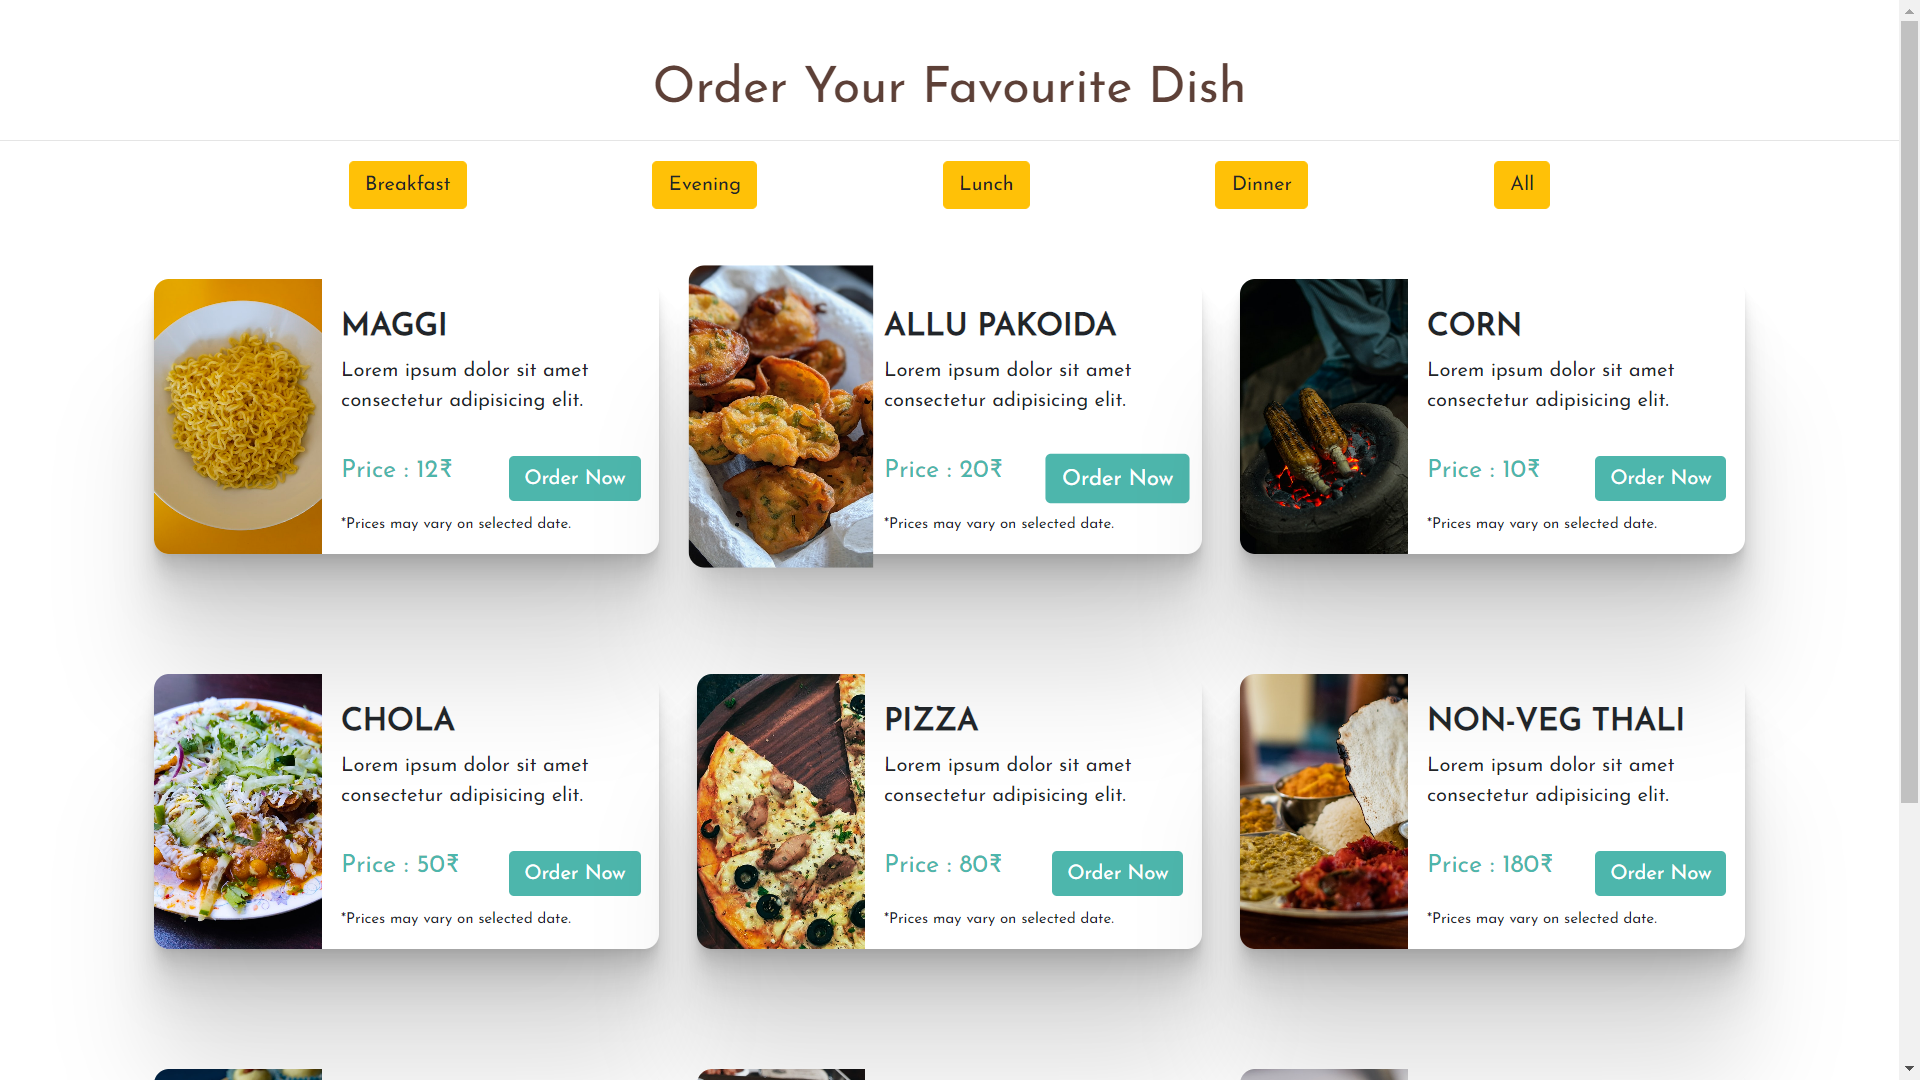 Order Your Favourite Dish
Breakfast
Evening
Lunch
Dinner
All
MAGGI
Lorem ipsum dolor sit amet
consectetur adipisicing elit.
Price : 12₹
Order Now
*Prices may vary on selected date.
ALLU PAKOIDA
Lorem ipsum dolor sit amet
consectetur adipisicing elit.
Price : 20₹
Order Now
*Prices may vary on selected date.
CORN
Lorem ipsum dolor sit amet
consectetur adipisicing elit.
Price : 10₹
Order Now
*Prices may vary on selected date.
CHOLA
Lorem ipsum dolor sit amet
consectetur adipisicing elit.
Price : 50₹
Order Now
*Prices may vary on selected date.
PIZZA
Lorem ipsum dolor sit amet
consectetur adipisicing elit.
Price : 80₹
Order Now
*Prices may vary on selected date.
NON-VEG THALI
Lorem ipsum dolor sit amet
consectetur adipisicing elit.
Price : 180₹
Order Now
*Prices may vary on selected date.